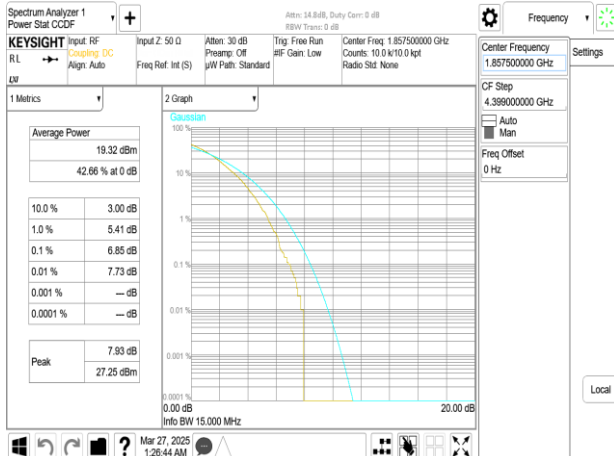 Spectrum Analyzer 1
Power Stat CCDF
Attn: 14.8dB, Duty Corr: 0 dB
RBW Trans: 0 dB
Frequency
Settings
KEYSIGHT
RL
LXI
Input: RF
Coupling: DC
Align: Auto
Input Z: 50 Ω
Freq Ref: Int (S)
Atten: 30 dB
Preamp: Off
µW Path: Standard
Trig: Free Run
#IF Gain: Low
Center Freq: 1.857500000 GHz
Counts: 10.0 k/10.0 kpt
Radio Std: None
Center Frequency
1.857500000 GHz
CF Step
4.399000000 GHz
Auto
Man
Freq Offset
0 Hz
Local
1 Metrics
Average Power
19.32 dBm
42.66 % at 0 dB
10.0 % 3.00 dB
1.0 % 5.41 dB
0.1 % 6.85 dB
0.01 % 7.73 dB
0.001 % --- dB
0.0001 % --- dB
Peak
7.93 dB
27.25 dBm
2 Graph
Gaussian
100 %
10 %
1 %
0.1 %
0.01 %
0.001 %
0.0001 %
0.00 dB 20.00 dB
Info BW 15.000 MHz
?
Mar 27, 2025
1:26:44 AM